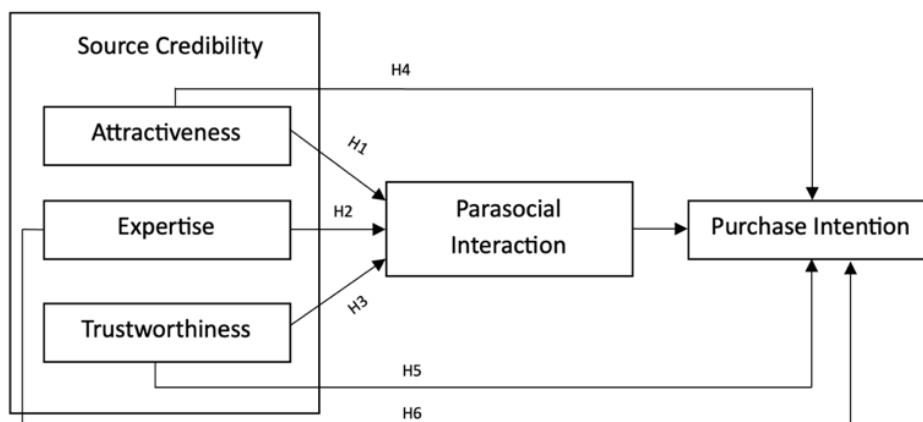 Source Credibility
H4
Attractiveness
H1
Expertise
H2
Parasocial
Interaction
Purchase Intention
H3
Trustworthiness
H5
H6